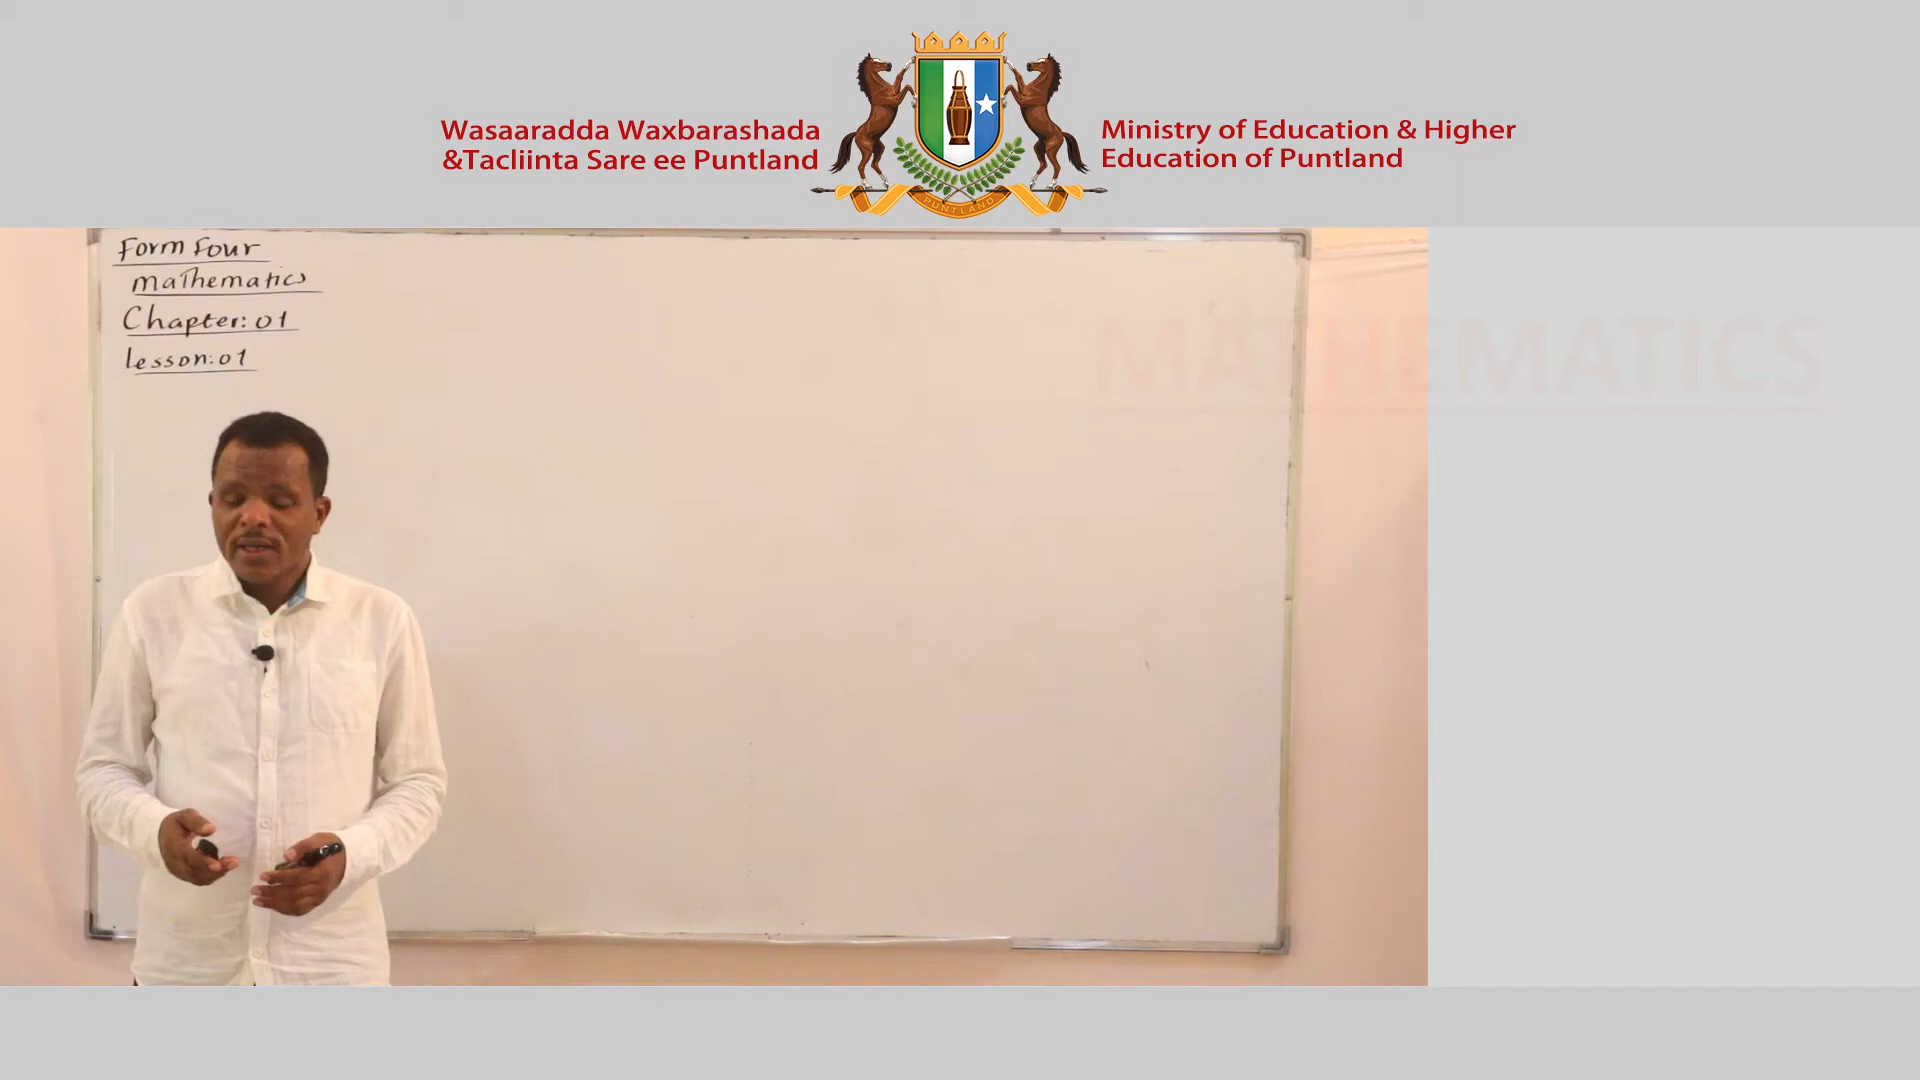 Wasaaradda Waxbarashada
&Tacliinta Sare ee Puntland
PUNTLAND
Ministry of Education & Higher
Education of Puntland
Form Four
Mathematics
Chapter: 01
Lesson: 01
MATHEMATICS